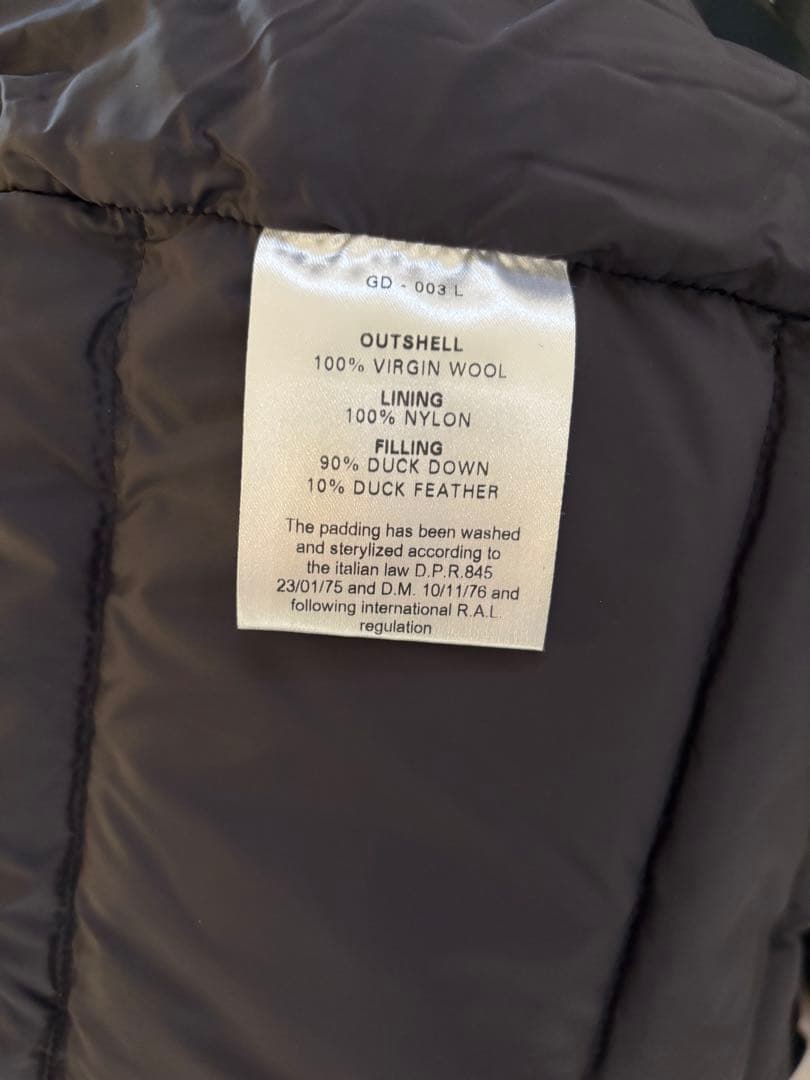 GD - 003 L
OUTSHELL
100% VIRGIN WOOL
LINING
100% NYLON
FILLING
90% DUCK DOWN
10% DUCK FEATHER
The padding has been washed
and sterylized according to
the italian law D.P.R.845
23/01/75 and D.M. 10/11/76 and
following international R.A.L.
regulation